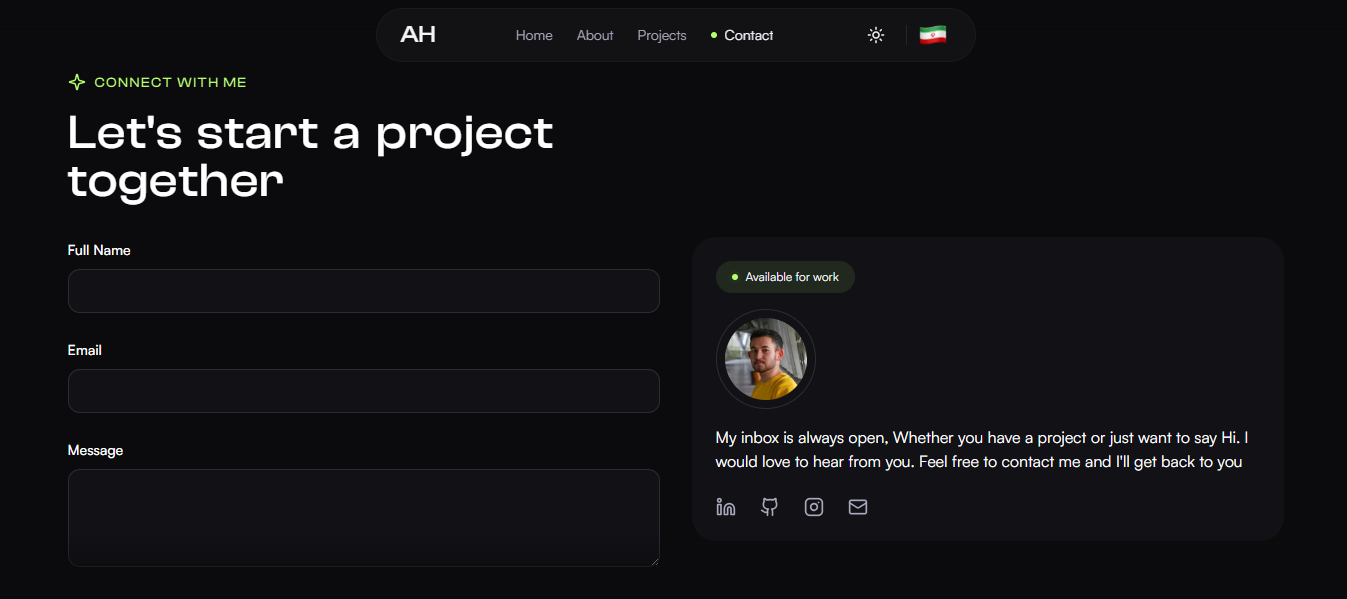 AH
Home
About
Projects
Contact
CONNECT WITH ME
Let's start a project
together
Full Name
Email
Message
Available for work
My inbox is always open, Whether you have a project or just want to say Hi. I
would love to hear from you. Feel free to contact me and I'll get back to you